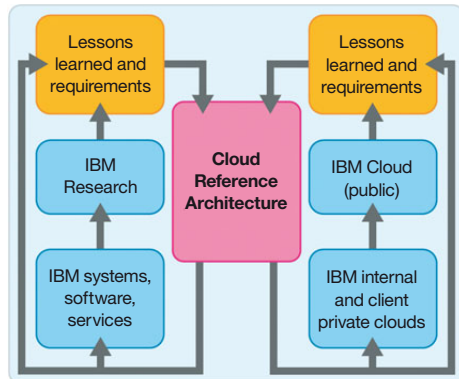 Lessons
learned and
requirements
IBM
Research
IBM systems,
software,
services
Cloud
Reference
Architecture
Lessons
learned and
requirements
IBM Cloud
(public)
IBM internal
and client
private clouds